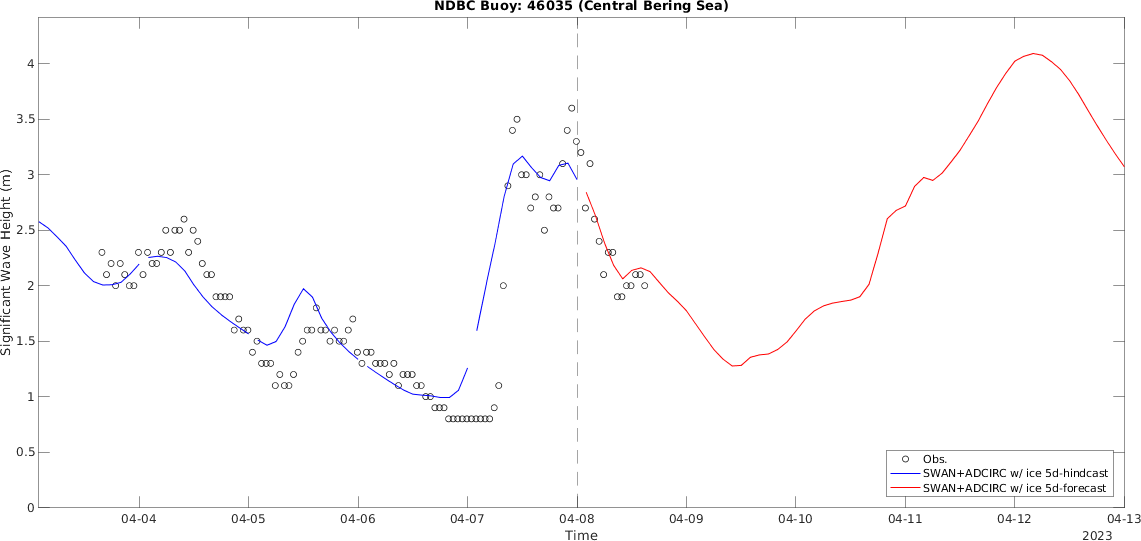 NDBC Buoy: 46035 (Central Bering Sea)
Significant Wave Height (m)
4
3.5
3
2.5
2
1.5
1
0.5
0
Obs.
SWAN+ADCIRC w/ ice 5d-hindcast
SWAN+ADCIRC w/ ice 5d-forecast
04-04 04-05 04-06 04-07 04-08 04-09 04-10 04-11 04-12 04-13
Time
2023